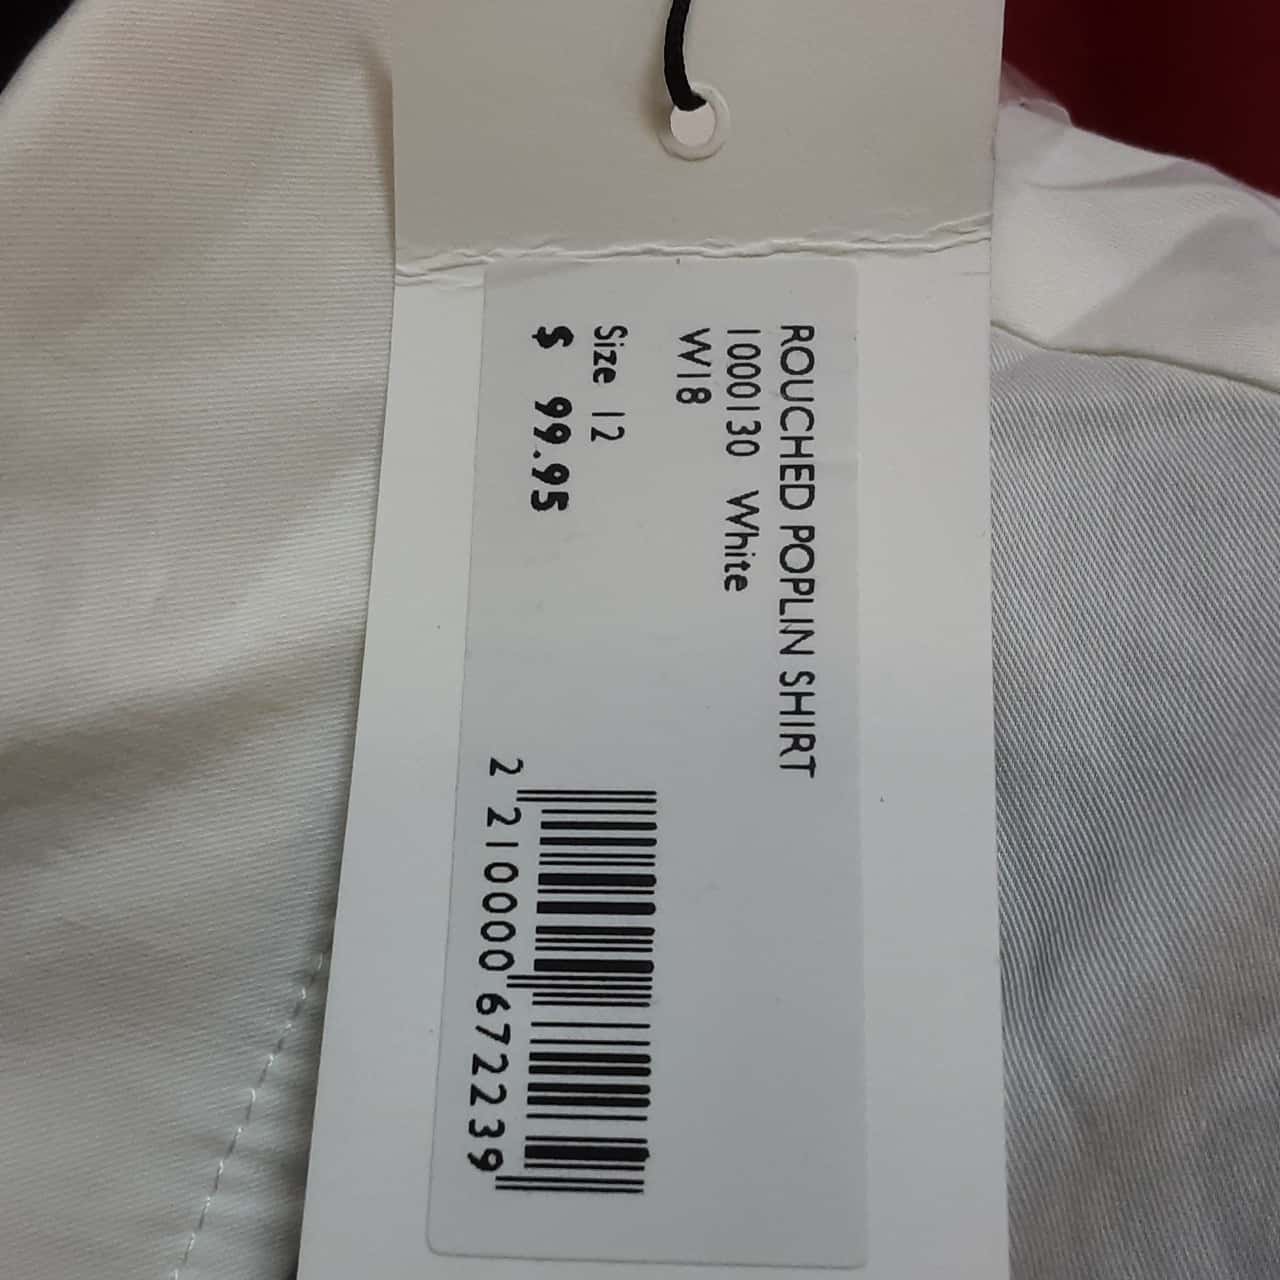 ROUCHED POPLIN SHIRT
1000130 White
W18
Size 12
$ 99.95
2 210000 672239